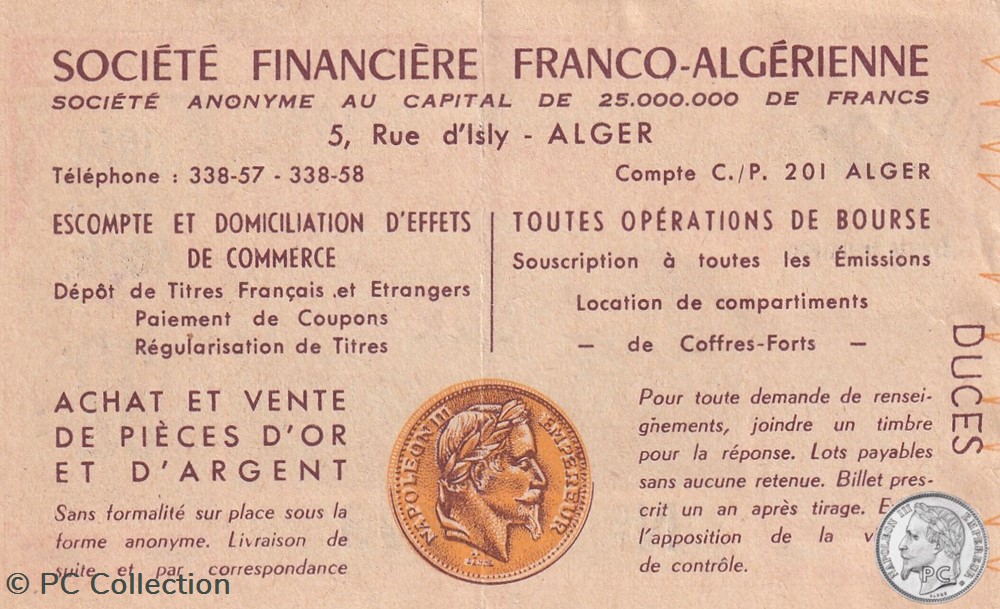 SOCIÉTÉ FINANCIÈRE FRANCO-ALGÉRIENNE
SOCIÉTÉ ANONYME AU CAPITAL DE 25.000.000 DE FRANCS
5, Rue d'Isly - ALGER
Téléphone : 338-57 - 338-58
Compte C./P. 201 ALGER
ESCOMPTE ET DOMICILIATION D'EFFETS
DE COMMERCE
Dépôt de Titres Français et Etrangers
Paiement de Coupons
Régularisation de Titres
TOUTES OPÉRATIONS DE BOURSE
Souscription à toutes les Émissions
Location de compartiments
— de Coffres-Forts —
ACHAT ET VENTE
DE PIÈCES D'OR
ET D'ARGENT
Sans formalité sur place sous la
forme anonyme. Livraison de
suite et par correspondance
NAPOLEON III EMPEREUR
BARRE
Pour toute demande de rensei-
gnements, joindre un timbre
pour la réponse. Lots payables
sans aucune retenue. Billet pres-
crit un an après tirage.
l'apposition de la
de contrôle.
DUCES
NAPOLEON III EMPEREUR
PC
© PC Collection